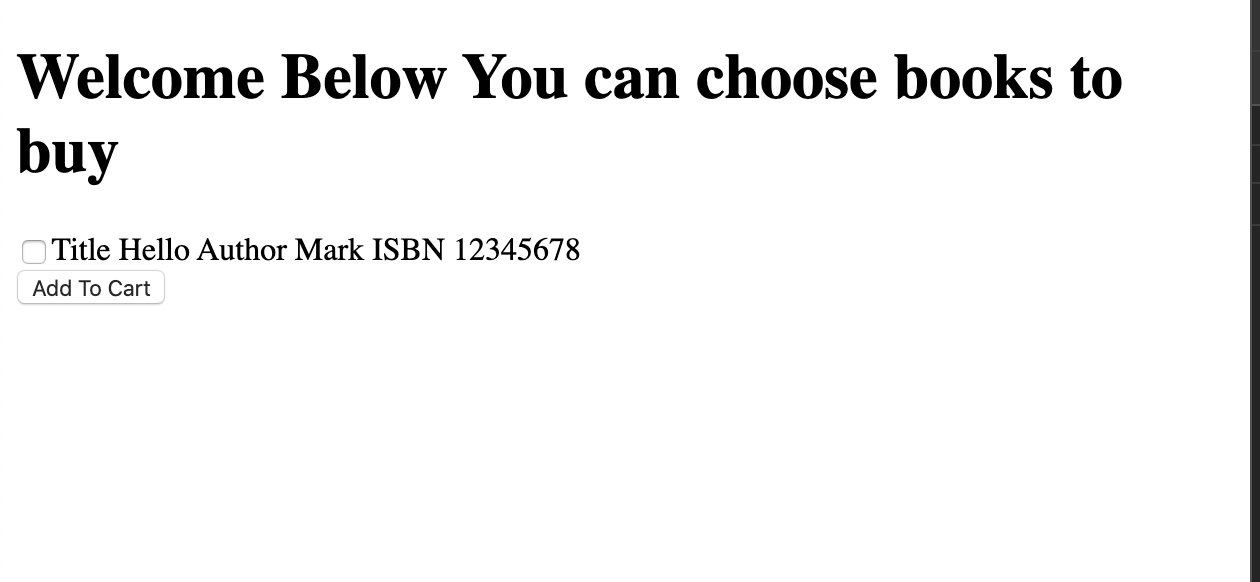 Welcome Below You can choose books to
buy
Title Hello Author Mark ISBN 12345678
Add To Cart